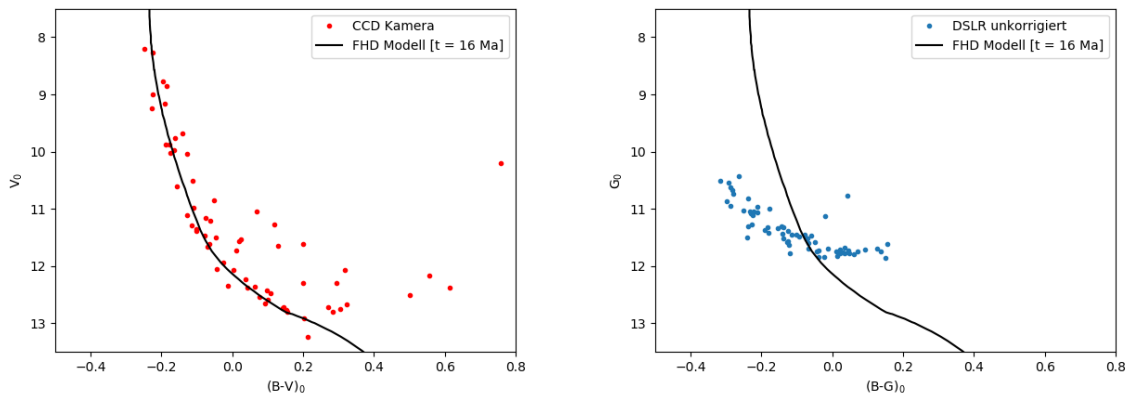 CCD Kamera
FHD Modell [t = 16 Ma]
8
9
10
11
12
13
V₀
−0.4 −0.2 0.0 0.2 0.4 0.6 0.8
(B-V)₀
DSLR unkorrigiert
FHD Modell [t = 16 Ma]
8
9
10
11
12
13
G₀
−0.4 −0.2 0.0 0.2 0.4 0.6 0.8
(B-G)₀